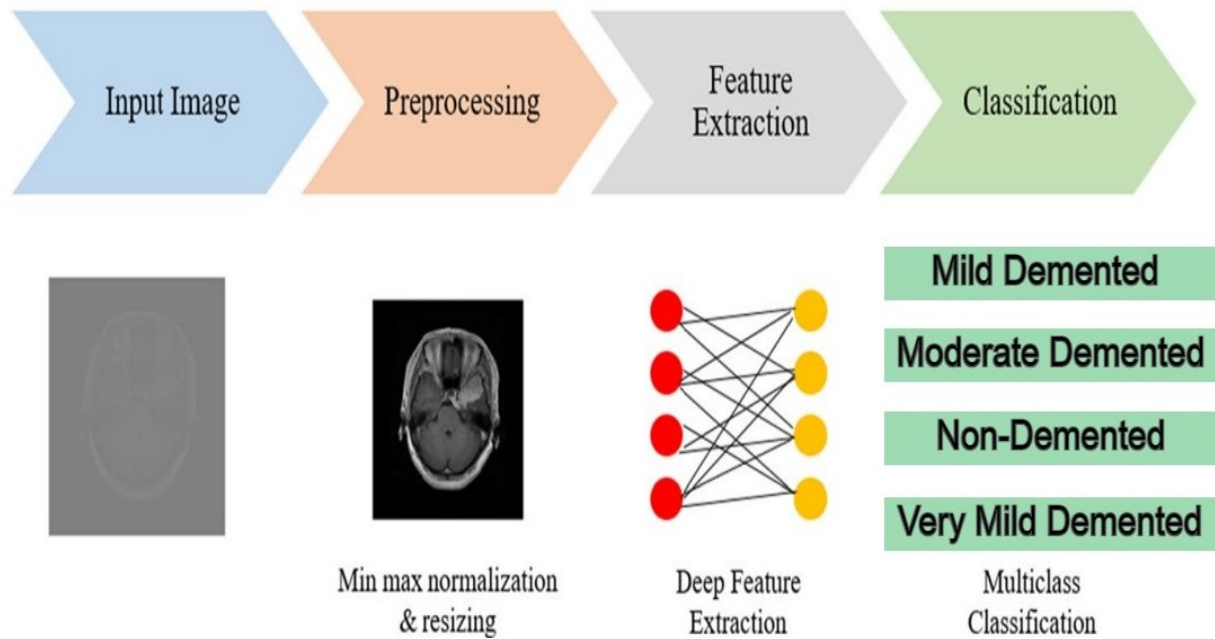 Input Image
Preprocessing
Feature
Extraction
Classification
Mild Demented
Moderate Demented
Non-Demented
Very Mild Demented
Min max normalization
& resizing
Deep Feature
Extraction
Multiclass
Classification